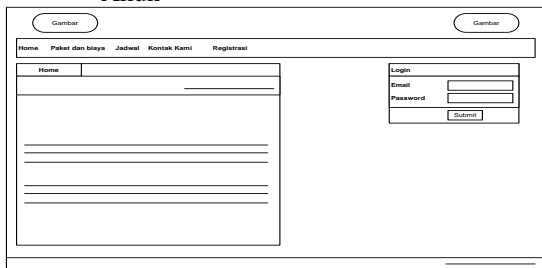 Gambar Gambar
Home Paket dan biaya Jadwal Kontak Kami Registrasi
Home
Login
Email
Password
Submit